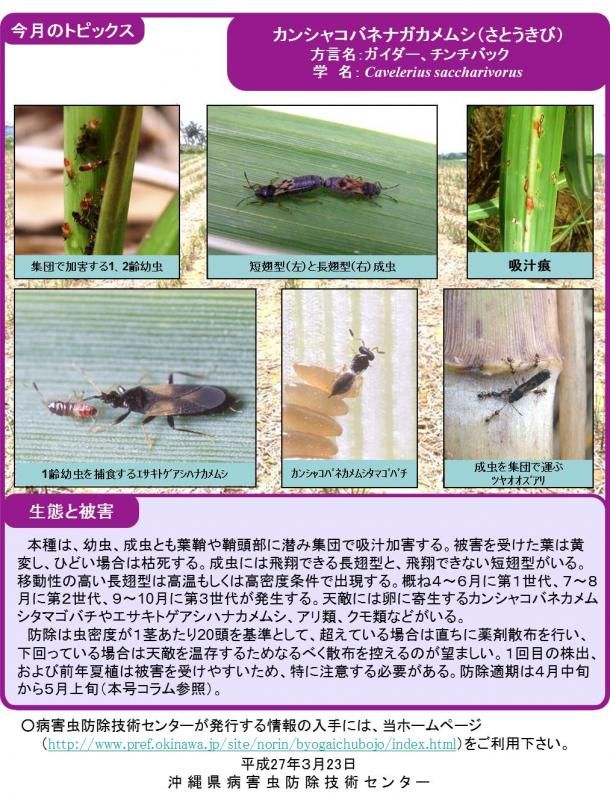 今月のトピックス
カンシャコバネナガカメムシ(さとうきび)
方言名:ガイダー、チンチバック
学　名: Cavelerius saccharivorus
集団で加害する1、2齢幼虫
短翅型(左)と長翅型(右)成虫
吸汁痕
1齢幼虫を捕食するエサキトゲアシハナカメムシ
カンシャコバネカメムシタマゴバチ
成虫を集団で運ぶ
ツヤオオズアリ
生態と被害
本種は、幼虫、成虫とも葉鞘や鞘頭部に潜み集団で吸汁加害する。被害を受けた葉は黄
変し、ひどい場合は枯死する。成虫には飛翔できる長翅型と、飛翔できない短翅型がいる。
移動性の高い長翅型は高温もしくは高密度条件で出現する。概ね4〜6月に第1世代、7〜8
月に第2世代、9〜10月に第3世代が発生する。天敵には卵に寄生するカンシャコバネカメム
シタマゴバチやエサキトゲアシハナカメムシ、アリ類、クモ類などがいる。
防除は虫密度が1茎あたり20頭を基準として、超えている場合は直ちに薬剤散布を行い、
下回っている場合は天敵を温存するためなるべく散布を控えるのが望ましい。1回目の株出、
および前年夏植は被害を受けやすいため、特に注意する必要がある。防除適期は4月中旬
から5月上旬(本号コラム参照)。
○病害虫防除技術センターが発行する情報の入手には、当ホームページ
(http://www.pref.okinawa.jp/site/norin/byogaichubojo/index.html)をご利用下さい。
平成27年3月23日
沖縄県病害虫防除技術センター